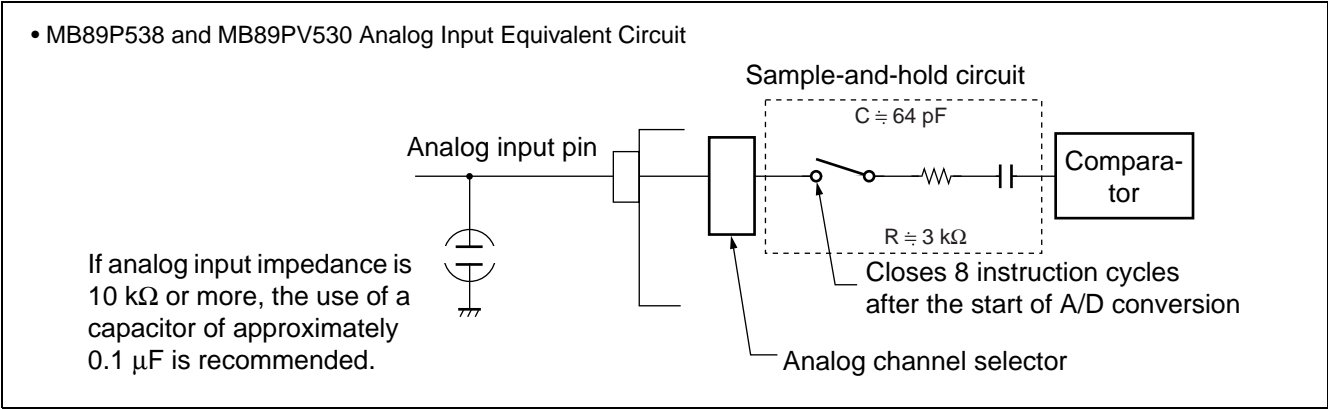 • MB89P538 and MB89PV530 Analog Input Equivalent Circuit
Sample-and-hold circuit
C ≒ 64 pF
Analog input pin
Compara-
tor
R ≒ 3 kΩ
If analog input impedance is
10 kΩ or more, the use of a
capacitor of approximately
0.1 µF is recommended.
Closes 8 instruction cycles
after the start of A/D conversion
Analog channel selector